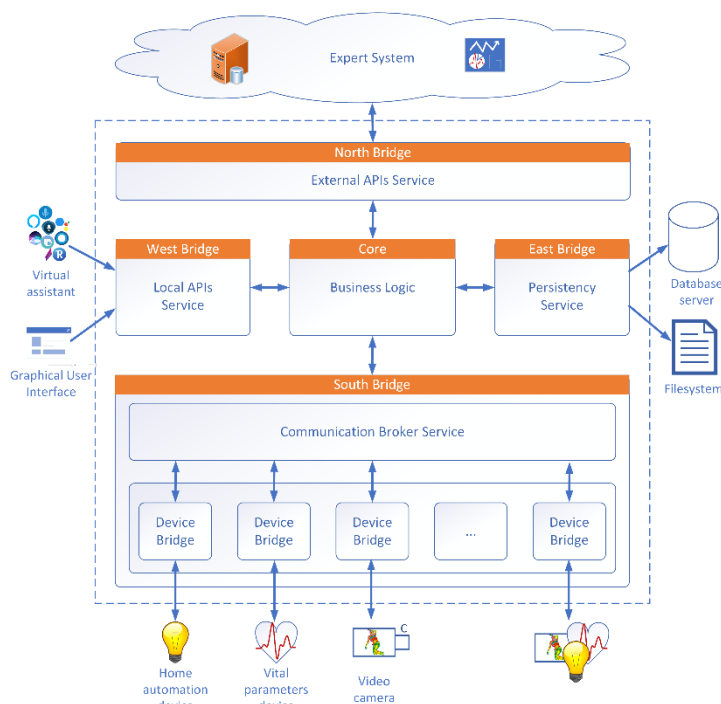 Expert System
North Bridge
External APIs Service
West Bridge
Local APIs
Service
Core
Business Logic
East Bridge
Persistency
Service
Virtual
assistant
Graphical User
Interface
Database
server
Filesystem
South Bridge
Communication Broker Service
Device
Bridge
Device
Bridge
Device
Bridge
...
Device
Bridge
C
Home
automation
device
Vital
parameters
device
Video
camera